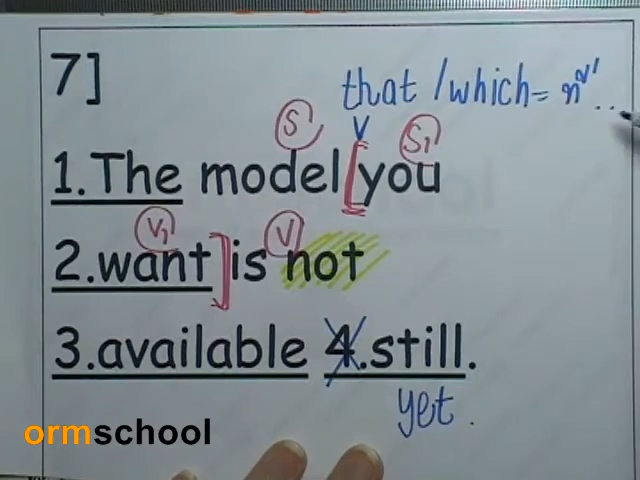 7]
that / which = ที่ ...
S S1
1.The model you
V1 V
2.want is not
3.available 4.still.
yet.
ormschool